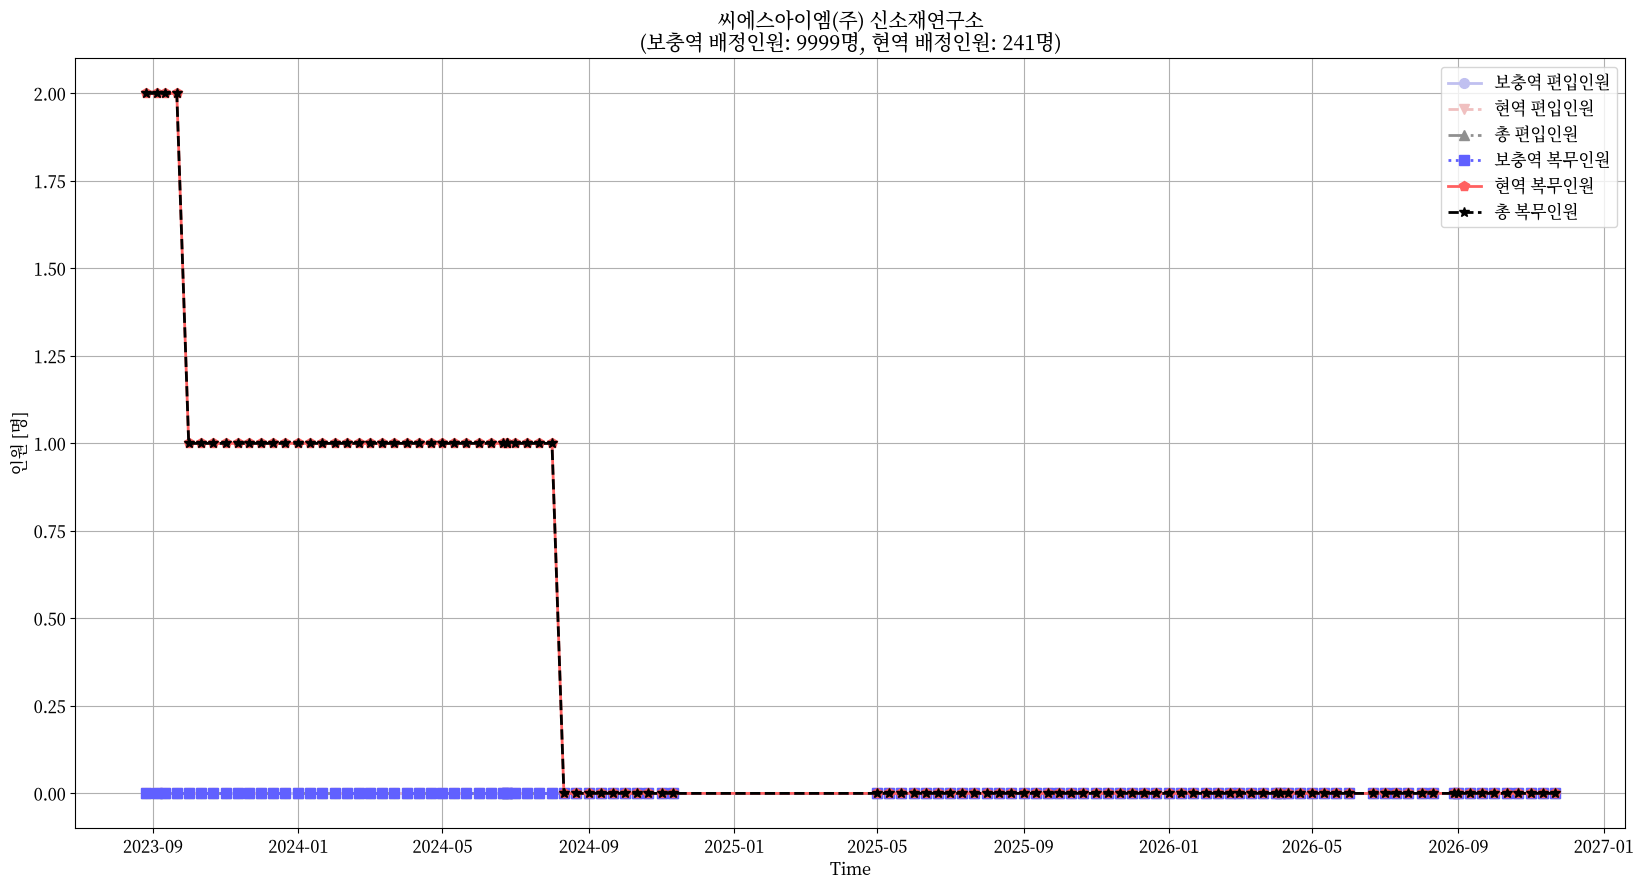 씨에스아이엠(주) 신소재연구소
(보충역 배정인원: 9999명, 현역 배정인원: 241명)
보충역 편입인원
현역 편입인원
총 편입인원
보충역 복무인원
현역 복무인원
총 복무인원
인원 [명]
2.00
1.75
1.50
1.25
1.00
0.75
0.50
0.25
0.00
2023-09
2024-01
2024-05
2024-09
2025-01
2025-05
2025-09
2026-01
2026-05
2026-09
2027-01
Time